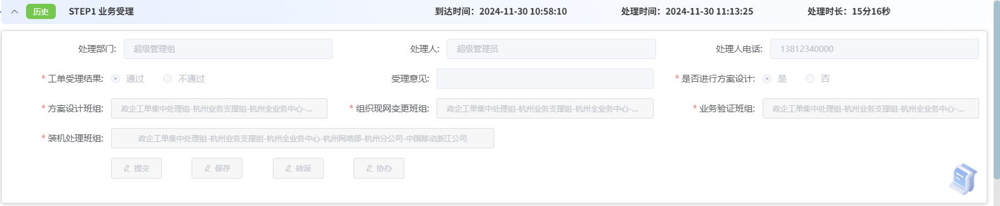 历史 STEP1 业务受理 到达时间：2024-11-30 10:58:10 处理时间：2024-11-30 11:13:25 处理时长：15分16秒
处理部门: 超级管理组 处理人: 超级管理员 处理人电话: 13812340000
* 工单受理结果: 通过 不通过 受理意见: * 是否进行方案设计: 是 否
* 方案设计班组: 政企工单集中处理组-杭州业务支撑组-杭州全业务中心-... * 组织现网变更班组: 政企工单集中处理组-杭州业务支撑组-杭州全业务中心-... * 业务验证班组: 政企工单集中处理组-杭州业务支撑组-杭州全业务中心-...
* 装机处理班组: 政企工单集中处理组-杭州业务支撑组-杭州全业务中心-杭州网络部-杭州分公司-中国移动浙江公司
提交 保存 转派 协办